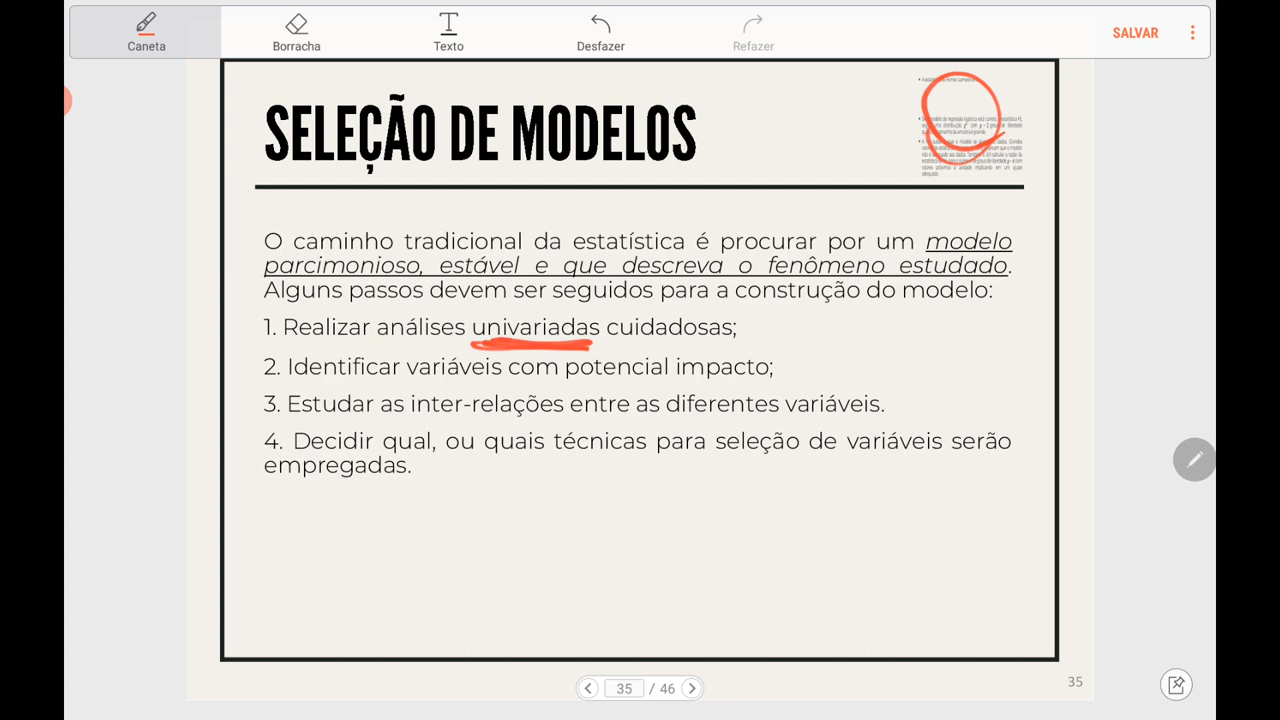 Caneta
Borracha
Texto
Desfazer
Refazer
SALVAR
SELEÇÃO DE MODELOS
O caminho tradicional da estatística é procurar por um modelo
parcimonioso, estável e que descreva o fenômeno estudado.
Alguns passos devem ser seguidos para a construção do modelo:
1. Realizar análises univariadas cuidadosas;
2. Identificar variáveis com potencial impacto;
3. Estudar as inter-relações entre as diferentes variáveis.
4. Decidir qual, ou quais técnicas para seleção de variáveis serão
empregadas.
35
35 / 46